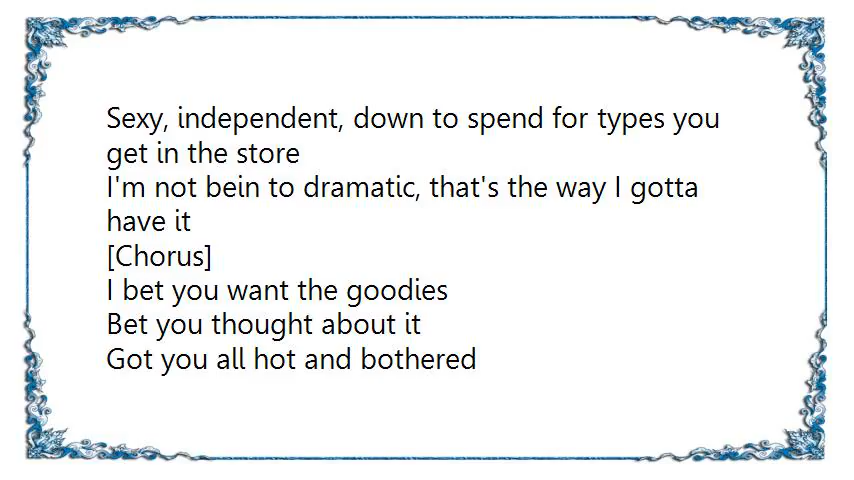 Sexy, independent, down to spend for types you
get in the store
I'm not bein to dramatic, that's the way I gotta
have it
[Chorus]
I bet you want the goodies
Bet you thought about it
Got you all hot and bothered